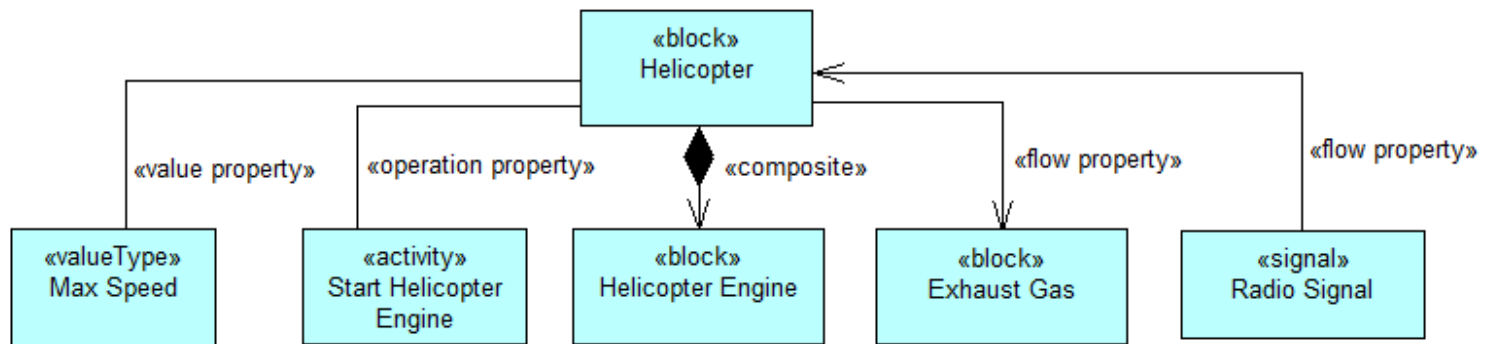 «block»
Helicopter
«value property»
«operation property»
«composite»
«flow property»
«flow property»
«valueType»
Max Speed
«activity»
Start Helicopter
Engine
«block»
Helicopter Engine
«block»
Exhaust Gas
«signal»
Radio Signal